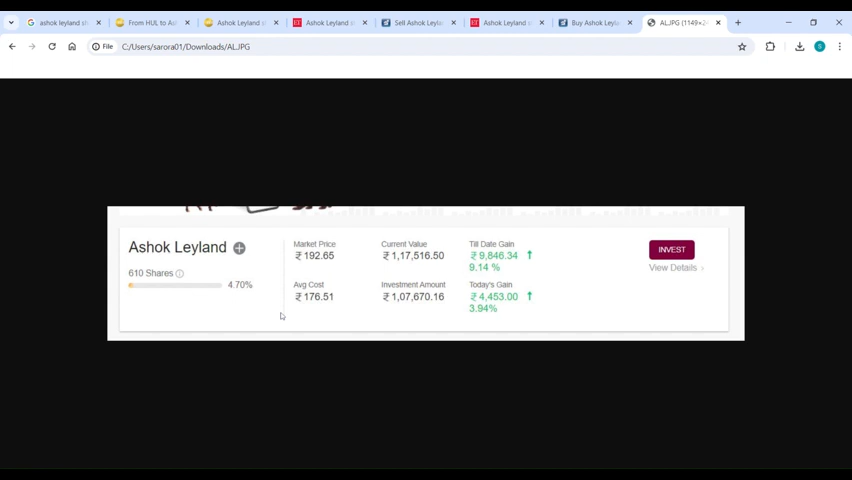 ashok leyland sh
From HUL to As
Ashok Leyland s
Ashok Leyland s
Sell Ashok Leyla
Ashok Leyland s
Buy Ashok Leyla
AL.JPG (1149×24
File
C:/Users/sarora01/Downloads/AL.JPG
S
Ashok Leyland
610 Shares
4.70%
Market Price
₹ 192.65
Avg Cost
₹ 176.51
Current Value
₹ 1,17,516.50
Investment Amount
₹ 1,07,670.16
Till Date Gain
₹ 9,846.34
9.14 %
Today's Gain
₹ 4,453.00
3.94%
INVEST
View Details